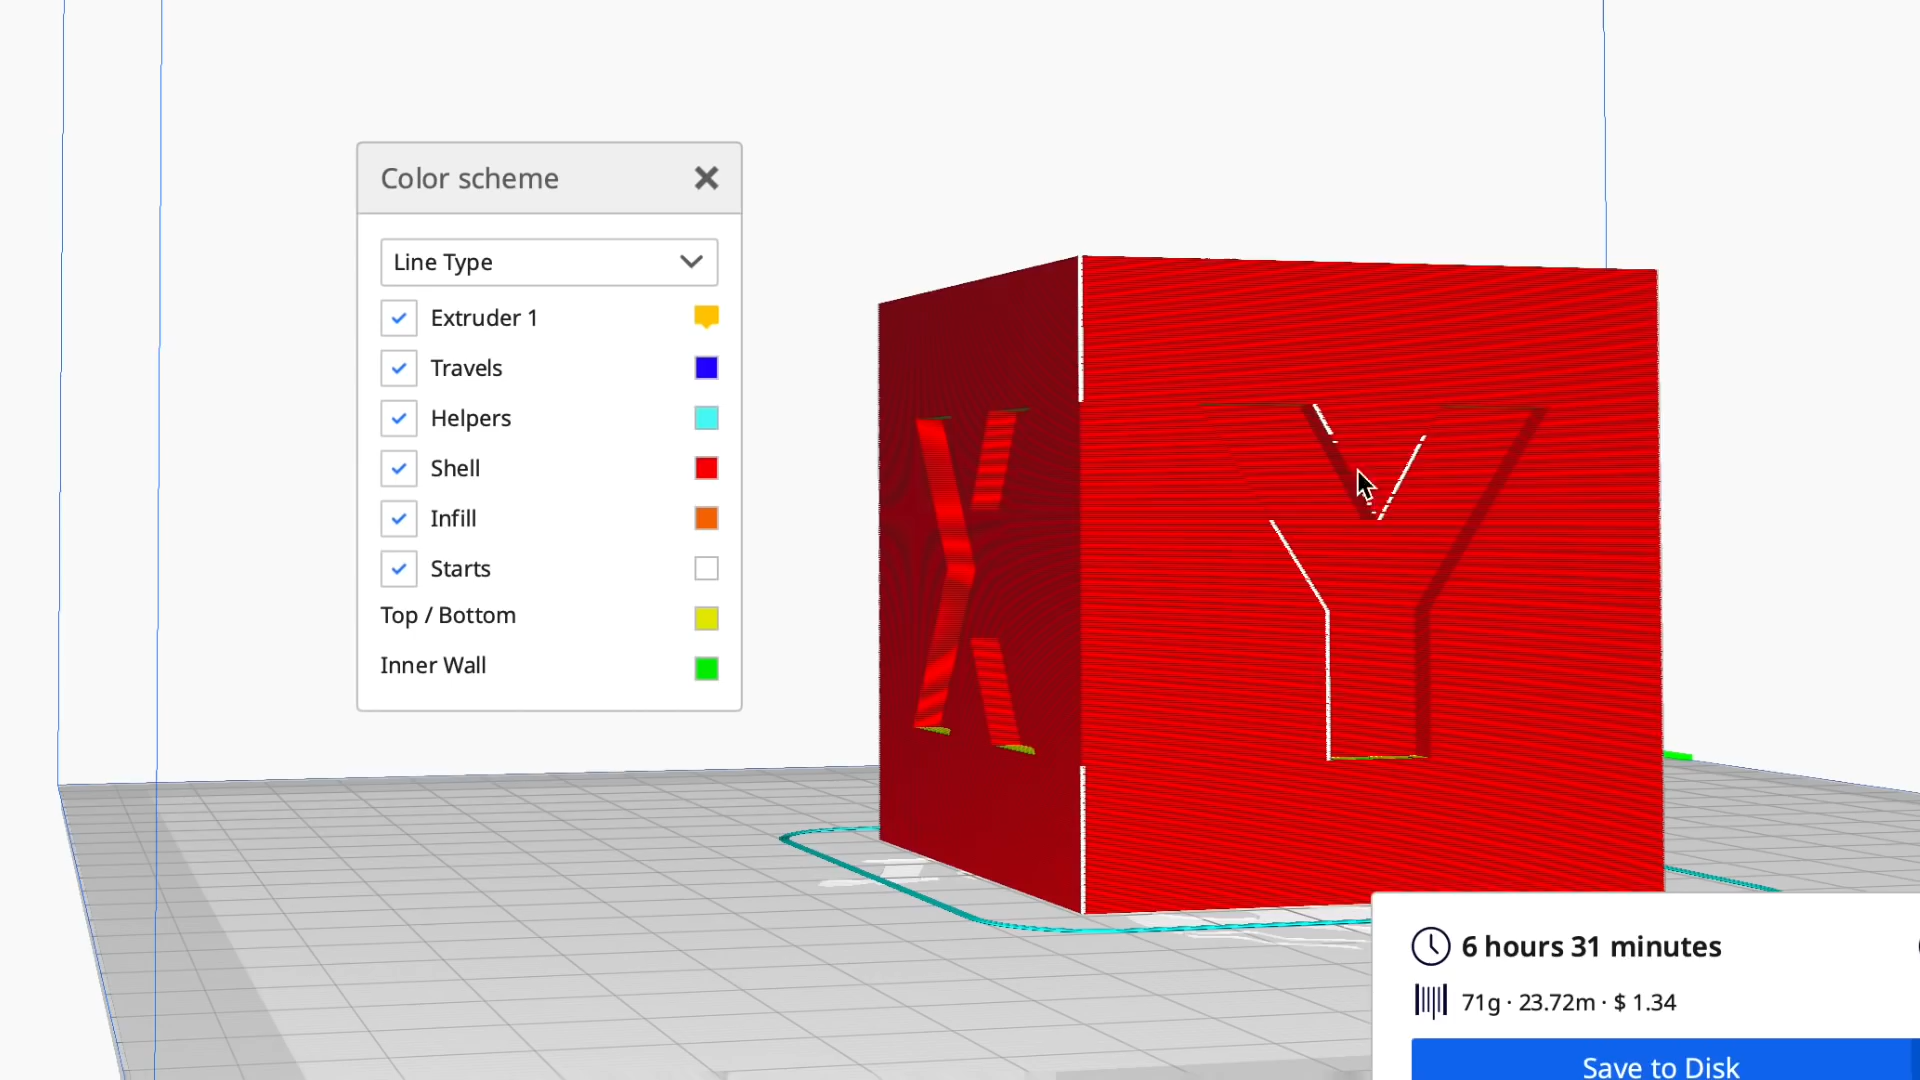 Color scheme
Line Type
Extruder 1
Travels
Helpers
Shell
Infill
Starts
Top / Bottom
Inner Wall
X
Y
6 hours 31 minutes
71g · 23.72m · $ 1.34
Save to Disk